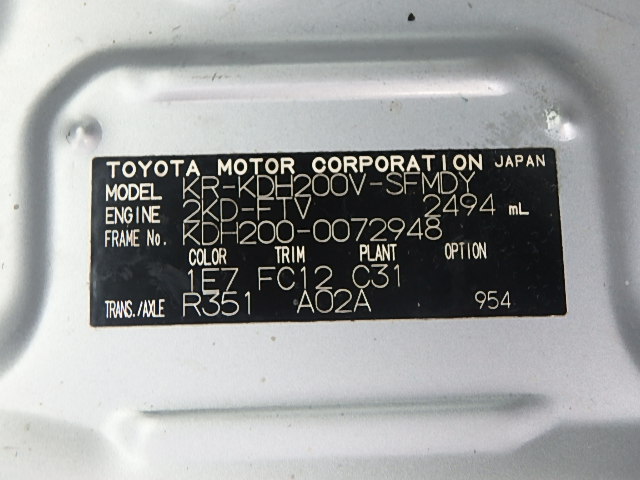 TOYOTA MOTOR CORPORATION JAPAN
MODEL KR-KDH200V-SFMDY
ENGINE 2KD-FTV 2494 mL
FRAME No. KDH200-0072948
COLOR TRIM PLANT OPTION
1E7 FC12 C31
TRANS./AXLE R351 A02A 954